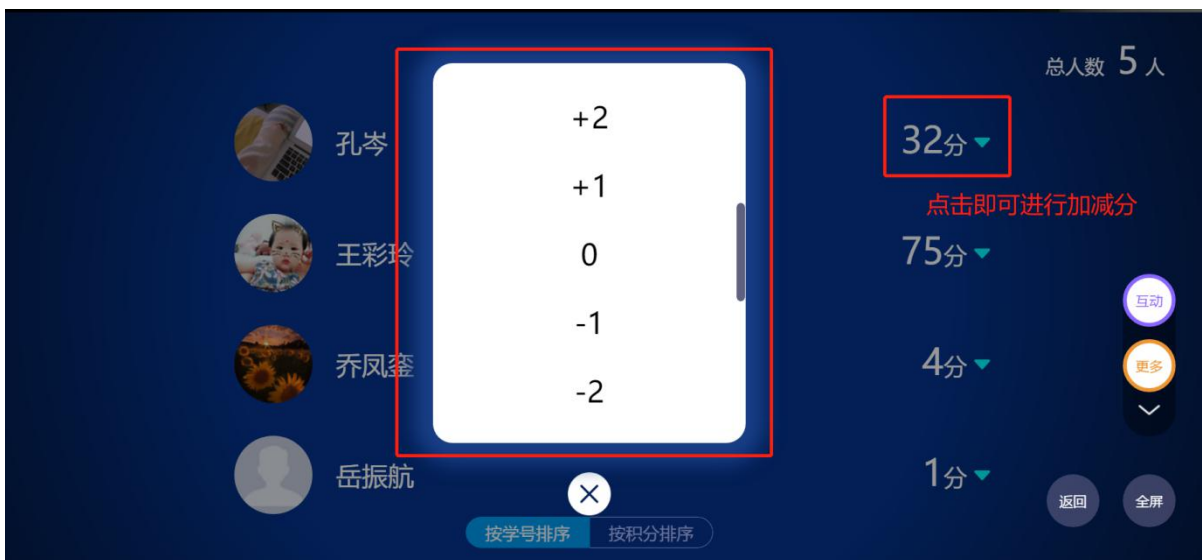 总人数 5 人
+2
孔岑
32分
+1
点击即可进行加减分
王彩玲
0
75分
互动
-1
乔凤銮
4分
更多
-2
岳振航
1分
返回
全屏
按学号排序
按积分排序